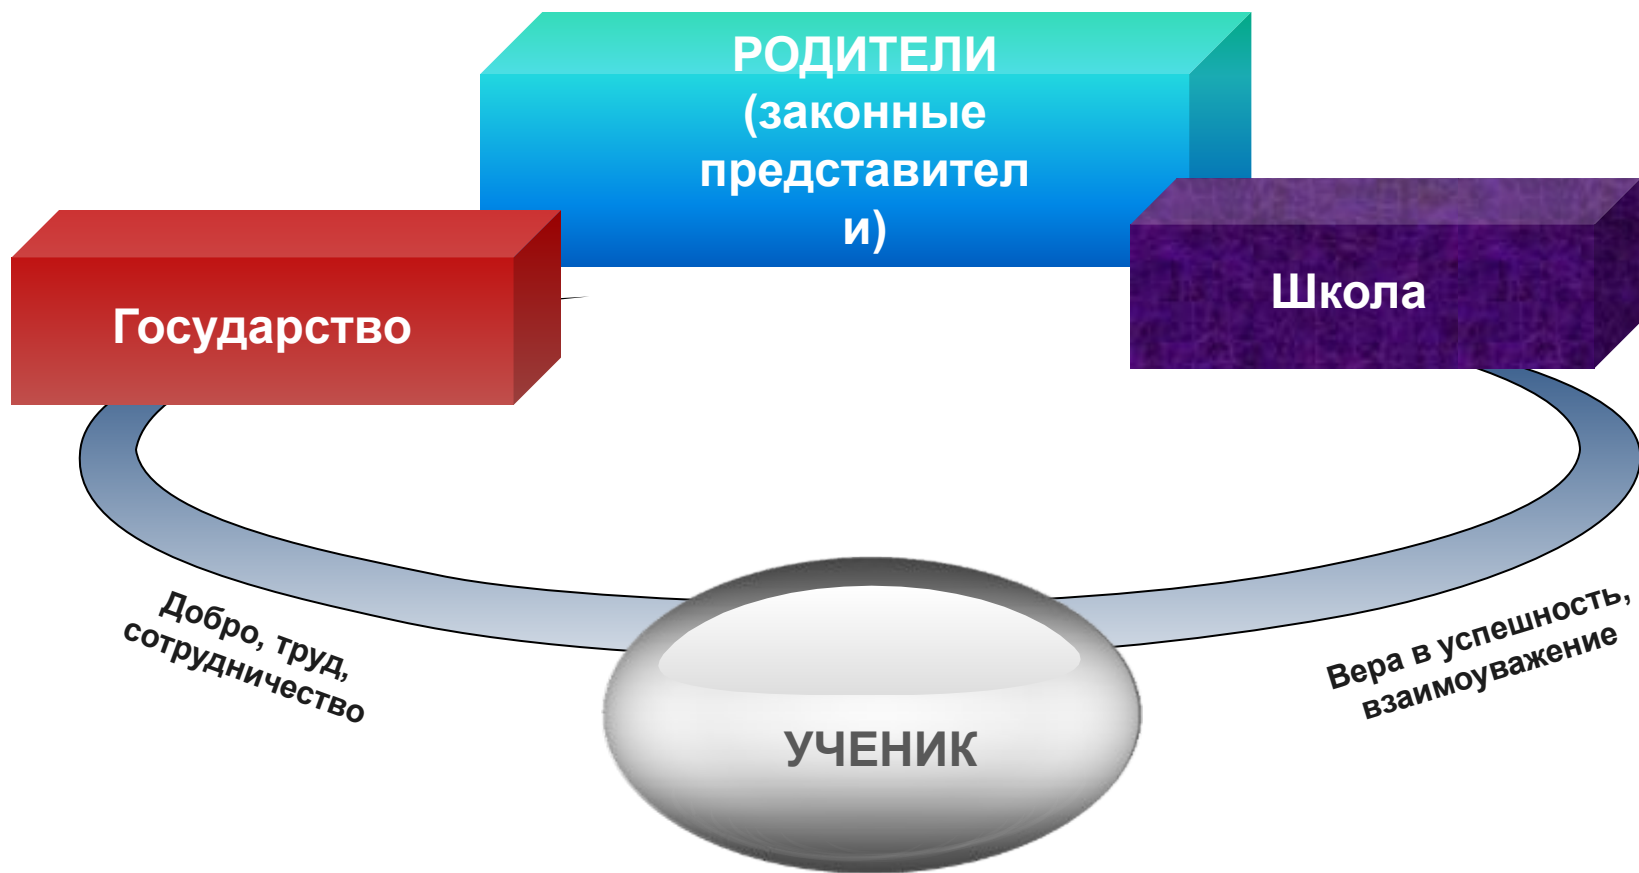 РОДИТЕЛИ
(законные
представител
и)
Государство
Школа
Добро, труд,
сотрудничество
Вера в успешность,
взаимоуважение
УЧЕНИК